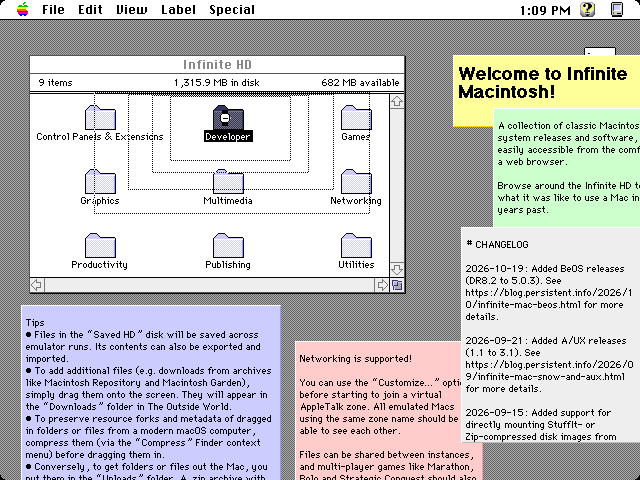 File Edit View Label Special 1:09 PM
Infinite HD
9 items 1,315.9 MB in disk 682 MB available
Control Panels & Extensions Developer Games
Graphics Multimedia Networking
Productivity Publishing Utilities
Welcome to Infinite
Macintosh!
A collection of classic Macintos
system releases and software,
easily accessible from the comf
a web browser.
Browse around the Infinite HD to
what it was like to use a Mac in
years past.
# CHANGELOG
2026-10-19: Added BeOS releases
(DR8.2 to 5.0.3). See
https://blog.persistent.info/2026/1
0/infinite-mac-beos.html for more
details.
2026-09-21: Added A/UX releases
(1.1 to 3.1). See
https://blog.persistent.info/2026/0
9/infinite-mac-snow-and-aux.html
for more details.
2026-09-15: Added support for
directly mounting StuffIt- or
Zip-compressed disk images from
Tips
● Files in the “Saved HD” disk will be saved across
emulator runs. Its contents can also be exported and
imported.
● To add additional files (e.g. downloads from archives
like Macintosh Repository and Macintosh Garden),
simply drag them onto the screen. They will appear in
the “Downloads” folder in The Outside World.
● To preserve resource forks and metadata of dragged
in folders or files from a modern macOS computer,
compress them (via the “Compress” Finder context
menu) before dragging them in.
● Conversely, to get folders or files out the Mac, you
put them in the “Uploads” folder. A .zip archive with
Networking is supported!
You can use the “Customize...” optio
before starting to join a virtual
AppleTalk zone. All emulated Macs
using the same zone name should be
able to see each other.
Files can be shared between instances,
and multi-player games like Marathon,
Bolo and Strategic Conquest should also